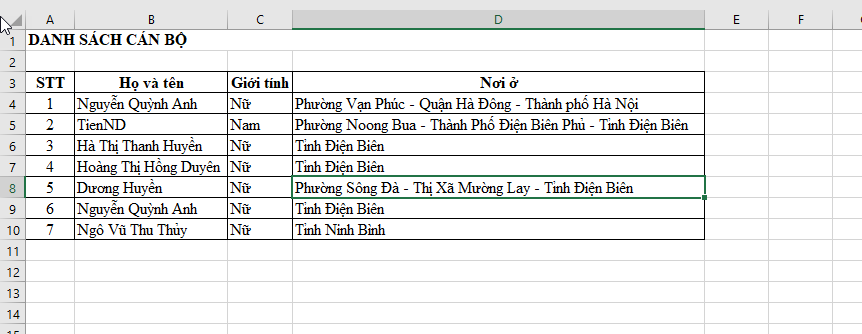 A B C D E F
1 DANH SÁCH CÁN BỘ
2
3 STT Họ và tên Giới tính Nơi ở
4 1 Nguyễn Quỳnh Anh Nữ Phường Vạn Phúc - Quận Hà Đông - Thành phố Hà Nội
5 2 TienND Nam Phường Noong Bua - Thành Phố Điện Biên Phủ - Tỉnh Điện Biên
6 3 Hà Thị Thanh Huyền Nữ Tỉnh Điện Biên
7 4 Hoàng Thị Hồng Duyên Nữ Tỉnh Điện Biên
8 5 Dương Huyền Nữ Phường Sông Đà - Thị Xã Mường Lay - Tỉnh Điện Biên
9 6 Nguyễn Quỳnh Anh Nữ Tỉnh Điện Biên
10 7 Ngô Vũ Thu Thủy Nữ Tỉnh Ninh Bình
11
12
13
14